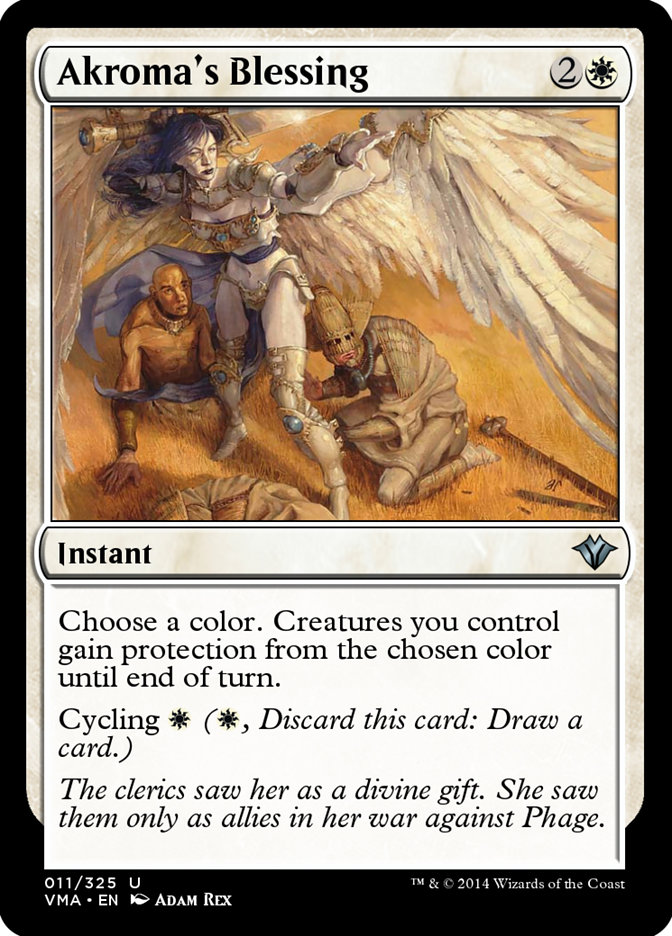 Akroma's Blessing 2
Instant
Choose a color. Creatures you control
gain protection from the chosen color
until end of turn.
Cycling (, Discard this card: Draw a
card.)
The clerics saw her as a divine gift. She saw
them only as allies in her war against Phage.
011/325 U
VMA • EN Adam Rex
™ & © 2014 Wizards of the Coast